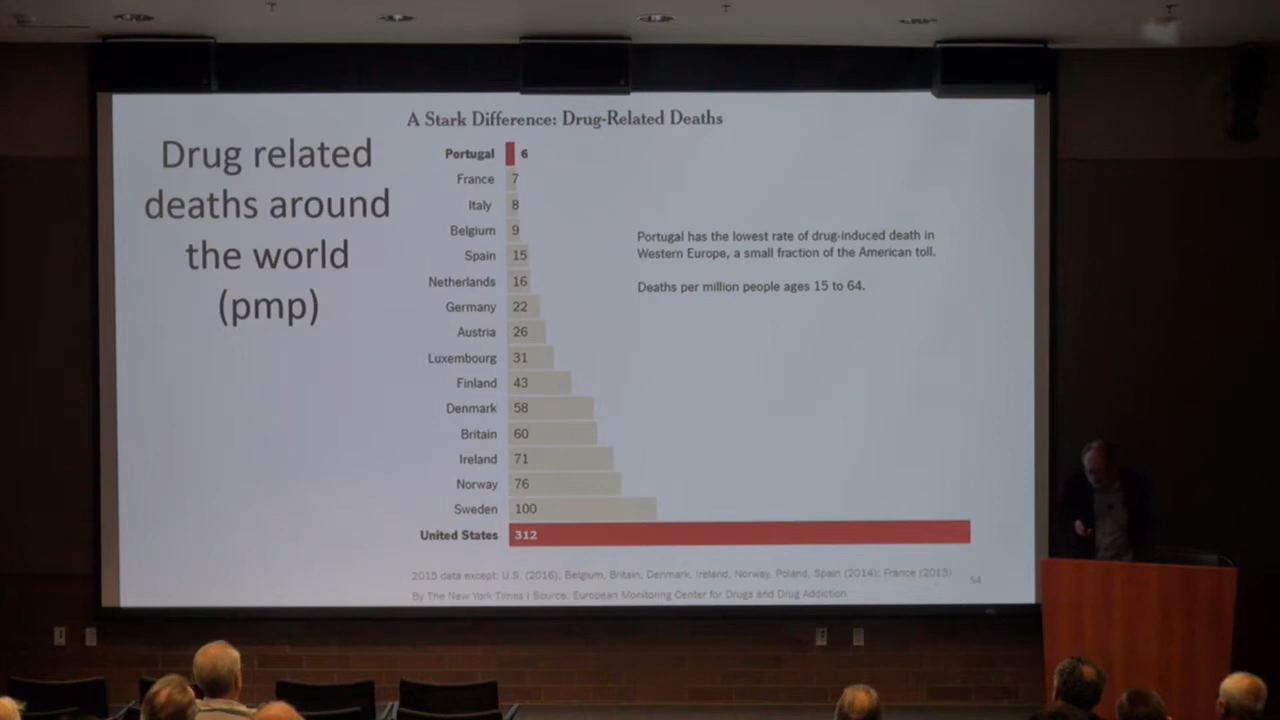 Drug related
deaths around
the world
(pmp)
A Stark Difference: Drug-Related Deaths
Portugal 6
France 7
Italy 8
Belgium 9
Spain 15
Netherlands 16
Germany 22
Austria 26
Luxembourg 31
Finland 43
Denmark 58
Britain 60
Ireland 71
Norway 76
Sweden 100
United States 312
Portugal has the lowest rate of drug-induced death in
Western Europe, a small fraction of the American toll.
Deaths per million people ages 15 to 64.
2015 data except: U.S. (2016); Belgium, Britain, Denmark, Ireland, Norway, Poland, Spain (2014); France (2013)
By The New York Times | Source: European Monitoring Center for Drugs and Drug Addiction
54